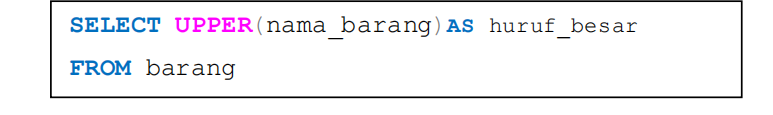 SELECT UPPER(nama_barang)AS huruf_besar
FROM barang